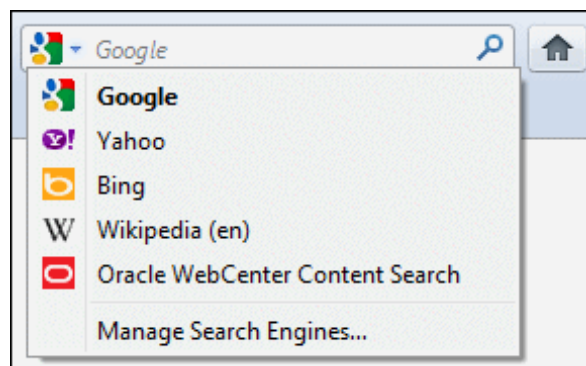 Google
Google
Yahoo
Bing
Wikipedia (en)
Oracle WebCenter Content Search
Manage Search Engines...